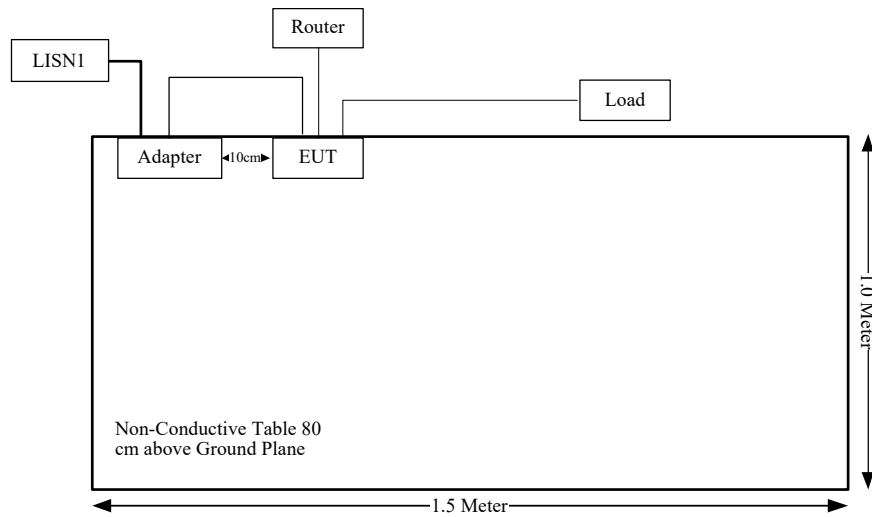 Router
LISN1
Load
Adapter
10cm
EUT
1.0 Meter
Non-Conductive Table 80
cm above Ground Plane
1.5 Meter